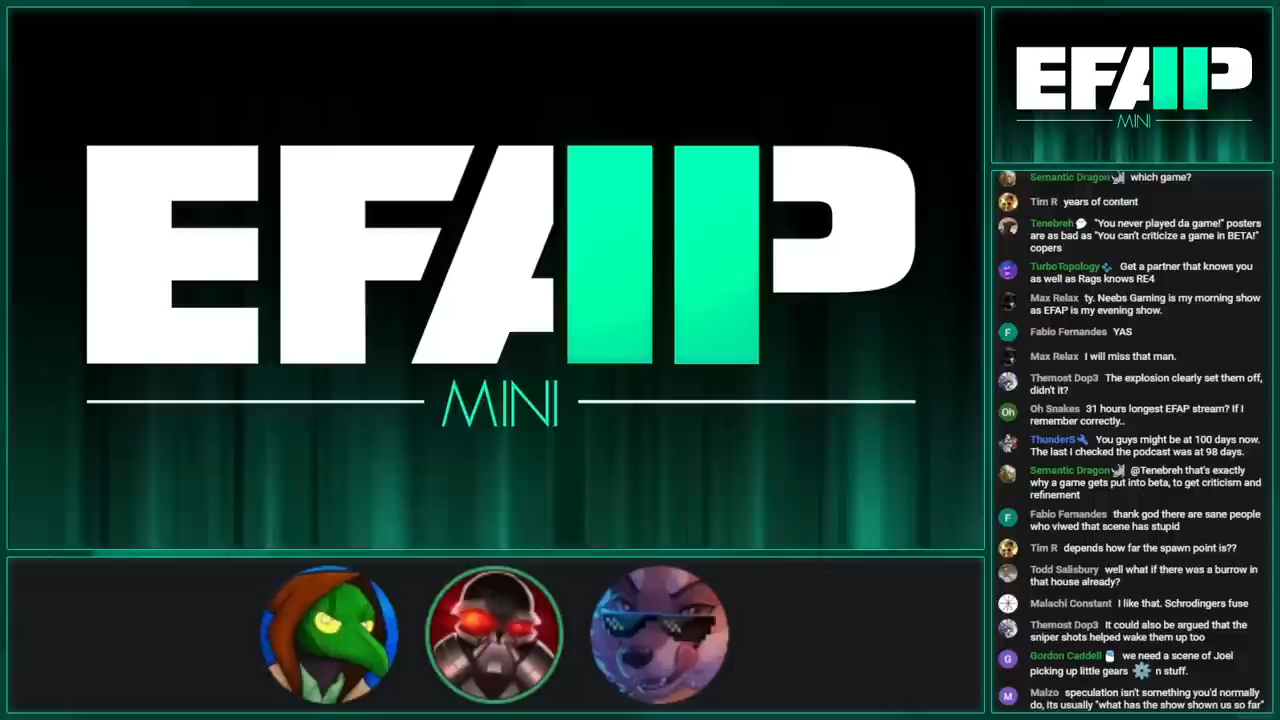 EFAP
MINI
EFAP
MINI
Semantic Dragon which game?
Tim R years of content
Tenebreh "You never played da game!" posters
are as bad as "You can't criticize a game in BETA!"
copers
TurboTopology Get a partner that knows you
as well as Rags knows RE4
Max Relax ty. Neebs Gaming is my morning show
as EFAP is my evening show.
F
Fabio Fernandes YAS
Max Relax I will miss that man.
Themost Dop3 The explosion clearly set them off,
didn't it?
Oh
Oh Snakes 31 hours longest EFAP stream? If I
remember correctly..
ThunderS You guys might be at 100 days now.
The last I checked the podcast was at 98 days.
Semantic Dragon @Tenebreh that's exactly
why a game gets put into beta, to get criticism and
refinement
F
Fabio Fernandes thank god there are sane people
who viwed that scene has stupid
Tim R depends how far the spawn point is??
Todd Salisbury well what if there was a burrow in
that house already?
Malachi Constant I like that. Schrodingers fuse
Themost Dop3 It could also be argued that the
sniper shots helped wake them up too
G
Gordon Caddell we need a scene of Joel
picking up little gears n stuff.
M
Malzo speculation isn't something you'd normally
do, its usually "what has the show shown us so far"